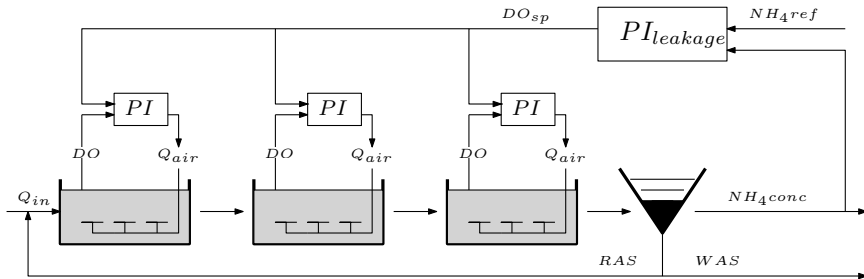 DO_sp
PI_leakage
NH_4ref
PI
PI
PI
DO
Q_air
DO
Q_air
DO
Q_air
Q_in
NH_4conc
RAS
WAS